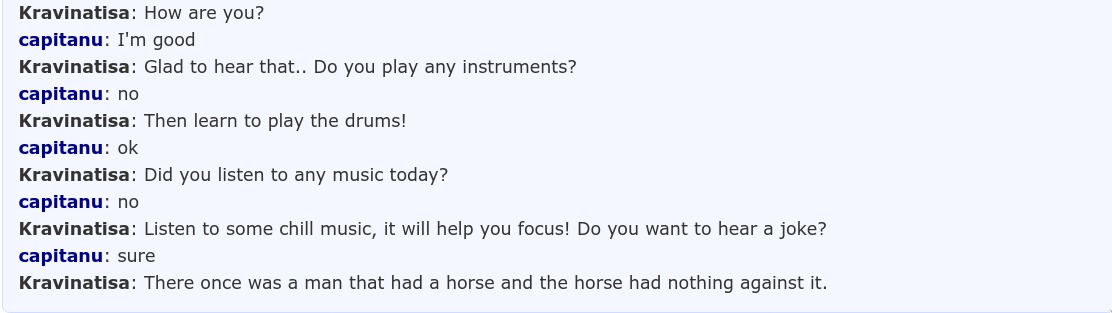 Kravinatisa: How are you?
capitanu: I'm good
Kravinatisa: Glad to hear that.. Do you play any instruments?
capitanu: no
Kravinatisa: Then learn to play the drums!
capitanu: ok
Kravinatisa: Did you listen to any music today?
capitanu: no
Kravinatisa: Listen to some chill music, it will help you focus! Do you want to hear a joke?
capitanu: sure
Kravinatisa: There once was a man that had a horse and the horse had nothing against it.